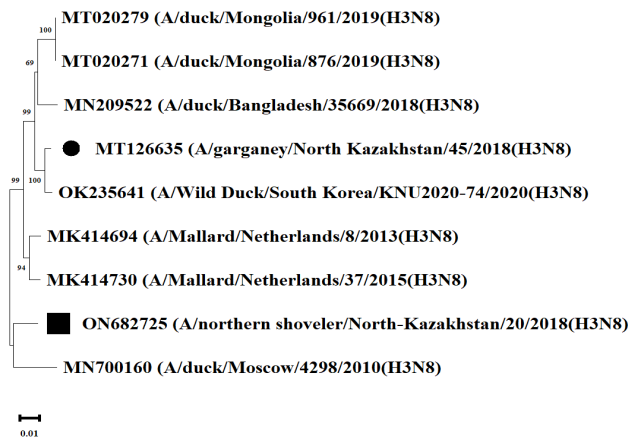 MT020279 (A/duck/Mongolia/961/2019(H3N8)
100
MT020271 (A/duck/Mongolia/876/2019(H3N8)
69
MN209522 (A/duck/Bangladesh/35669/2018(H3N8)
99
MT126635 (A/garganey/North Kazakhstan/45/2018(H3N8)
100
OK235641 (A/Wild Duck/South Korea/KNU2020-74/2020(H3N8)
99
MK414694 (A/Mallard/Netherlands/8/2013(H3N8)
94
MK414730 (A/Mallard/Netherlands/37/2015(H3N8)
ON682725 (A/northern shoveler/North-Kazakhstan/20/2018(H3N8)
MN700160 (A/duck/Moscow/4298/2010(H3N8)
0.01